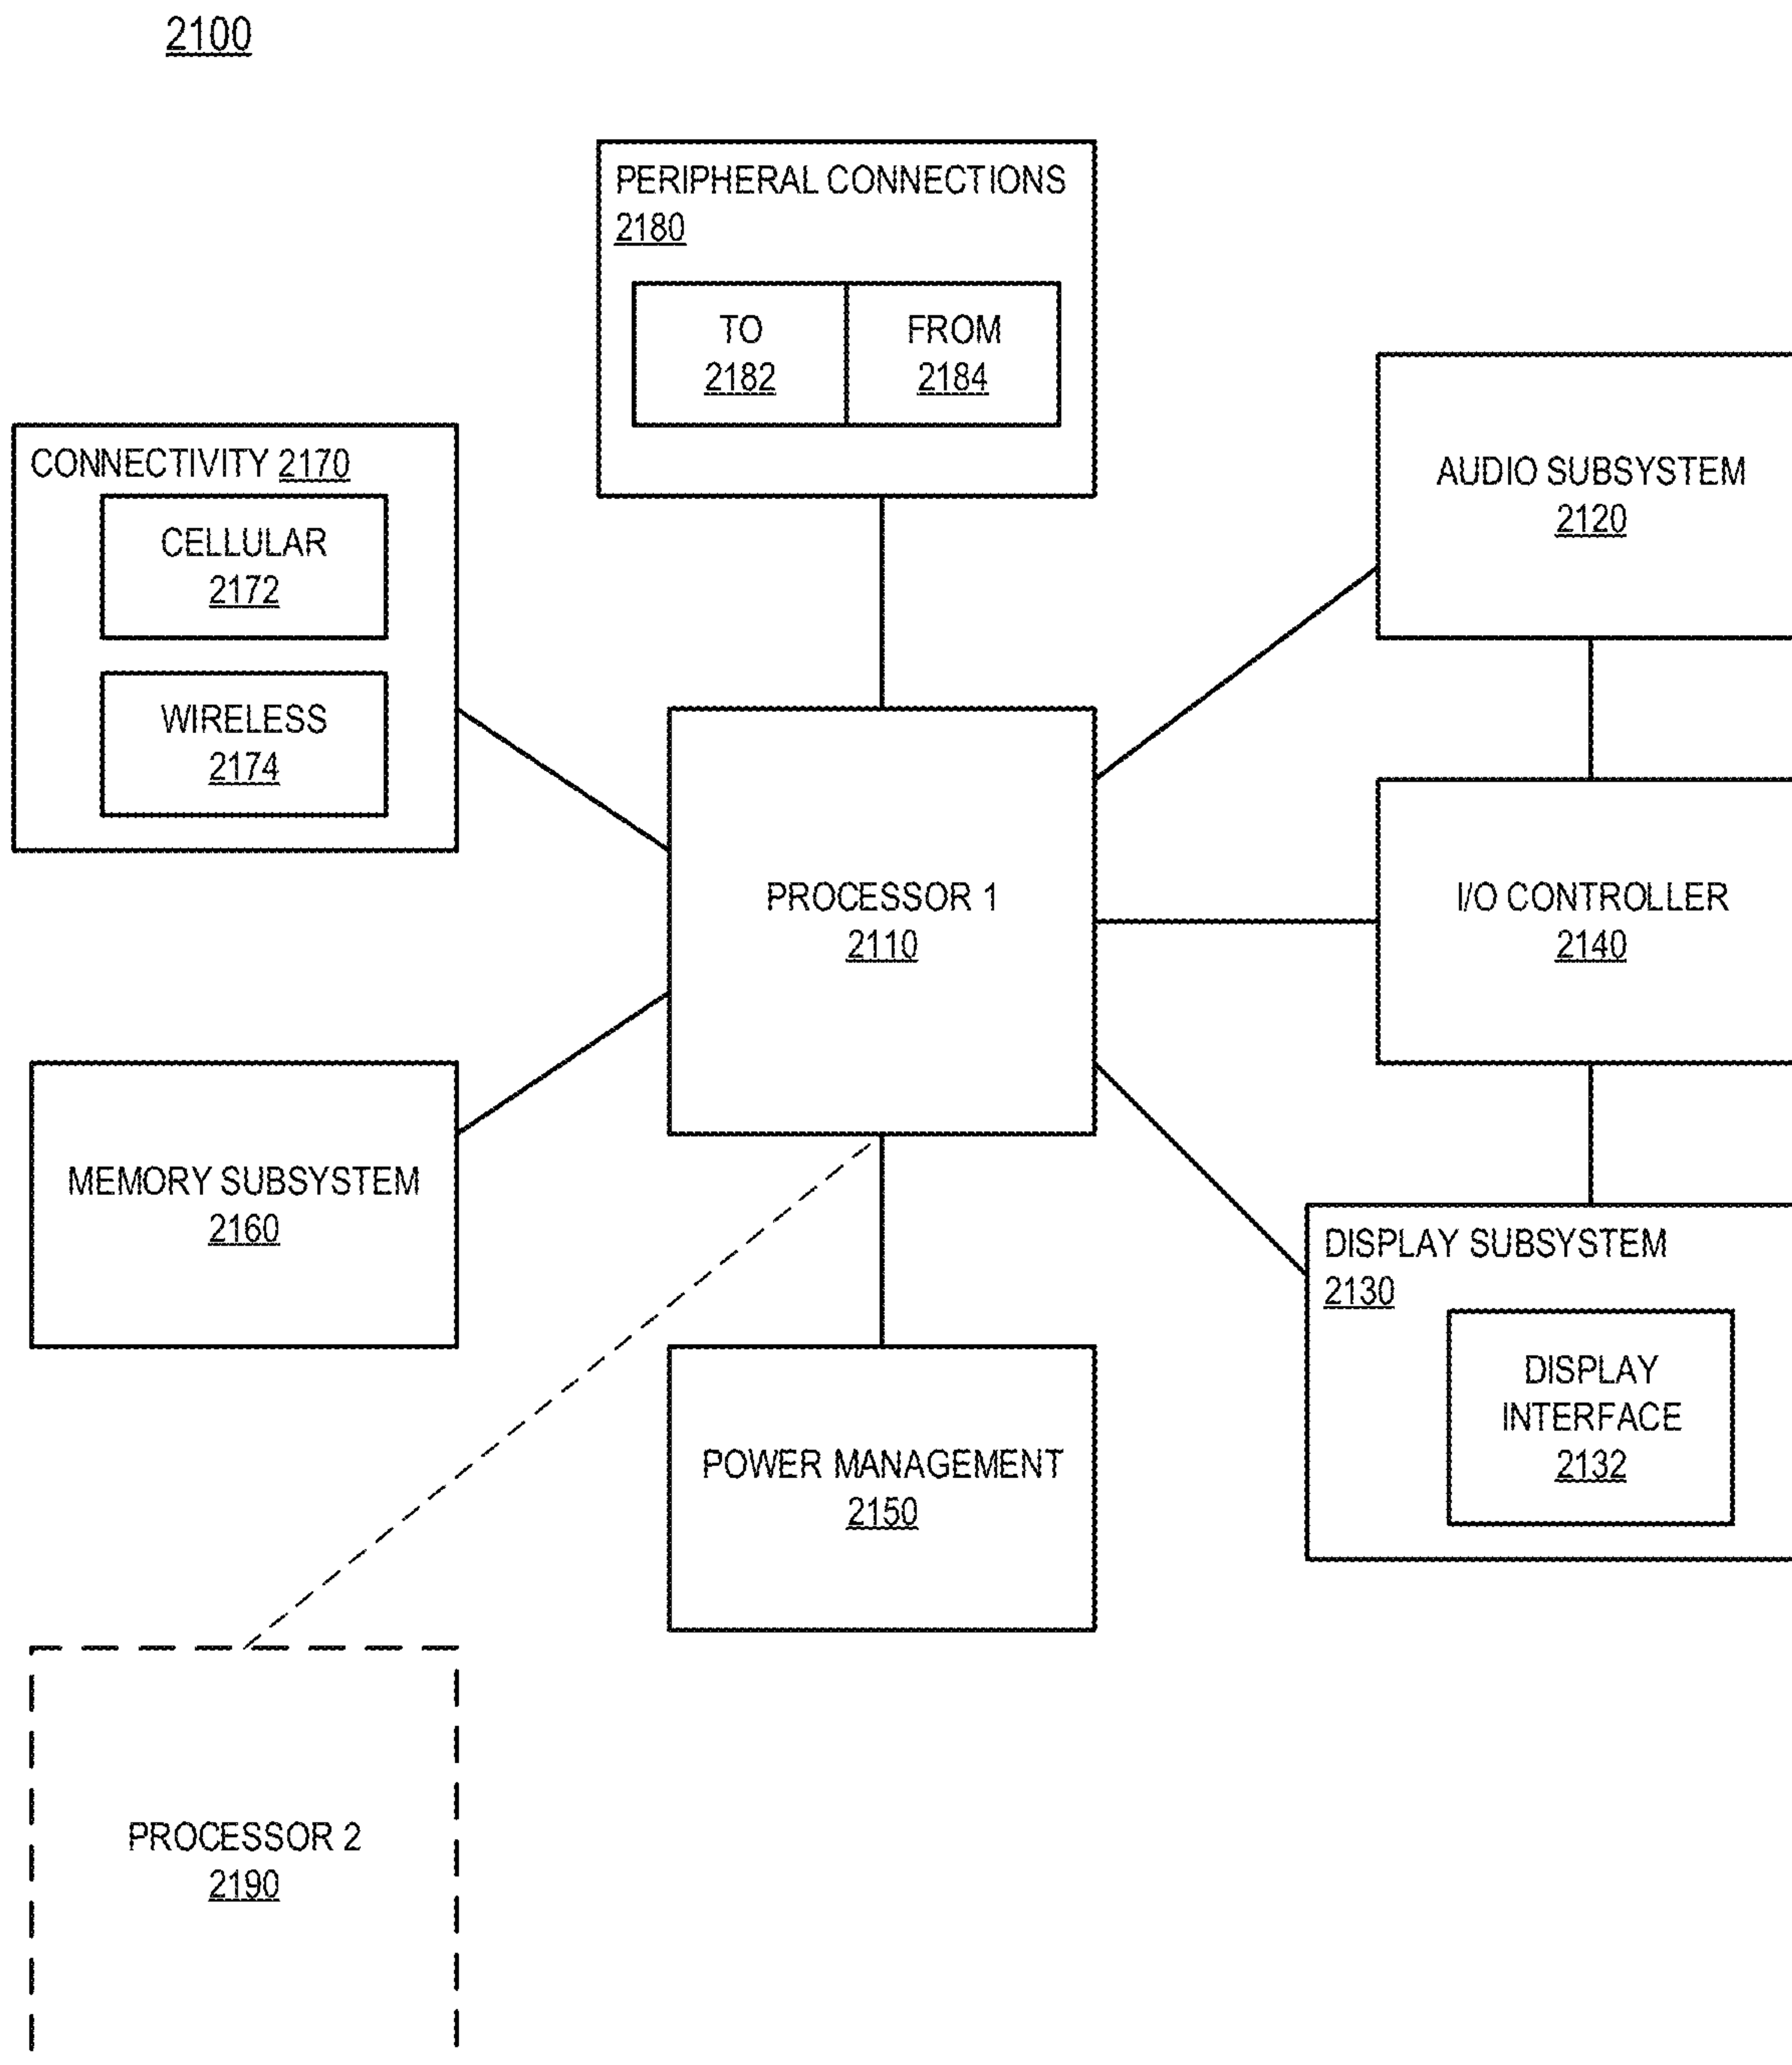 2100
PERIPHERAL CONNECTIONS
2180
TO
2182
FROM
2184
CONNECTIVITY 2170
CELLULAR
2172
WIRELESS
2174
AUDIO SUBSYSTEM
2120
PROCESSOR 1
2110
I/O CONTROLLER
2140
MEMORY SUBSYSTEM
2160
DISPLAY SUBSYSTEM
2130
DISPLAY
INTERFACE
2132
POWER MANAGEMENT
2150
PROCESSOR 2
2190